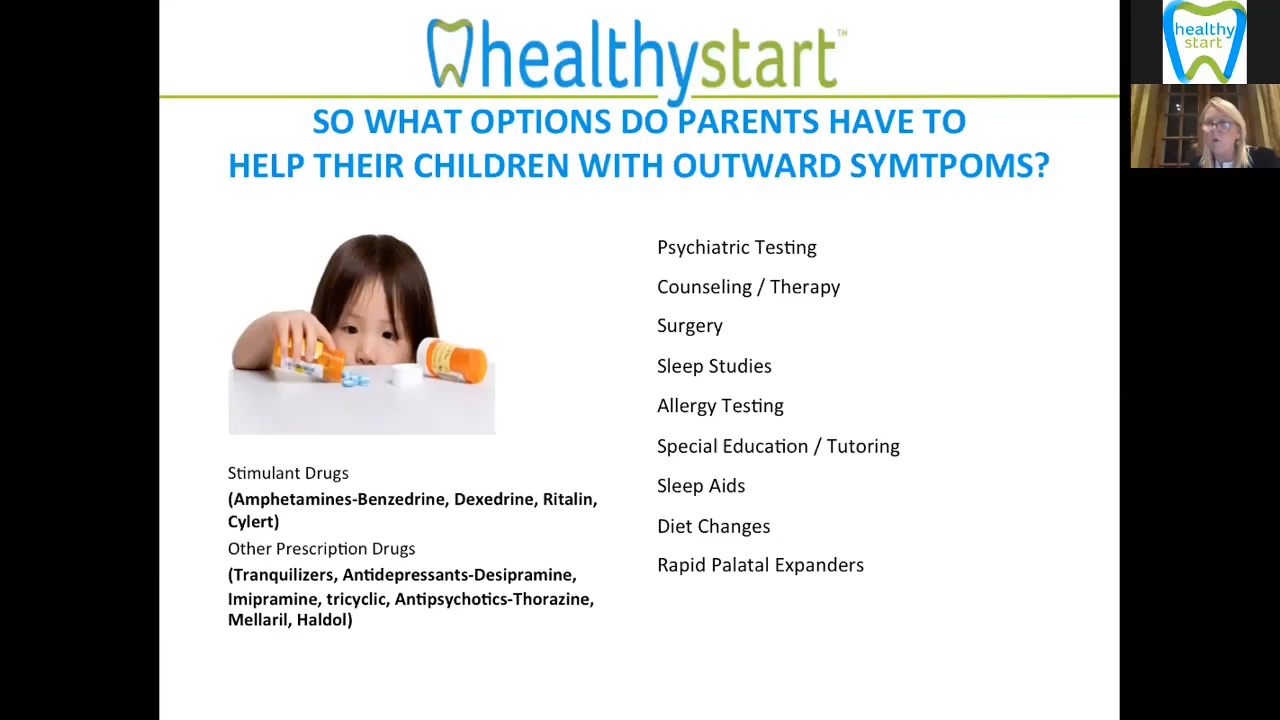 healthystart™
healthy
start
SO WHAT OPTIONS DO PARENTS HAVE TO
HELP THEIR CHILDREN WITH OUTWARD SYMTPOMS?
Stimulant Drugs
(Amphetamines-Benzedrine, Dexedrine, Ritalin,
Cylert)
Other Prescription Drugs
(Tranquilizers, Antidepressants-Desipramine,
Imipramine, tricyclic, Antipsychotics-Thorazine,
Mellaril, Haldol)
Psychiatric Testing
Counseling / Therapy
Surgery
Sleep Studies
Allergy Testing
Special Education / Tutoring
Sleep Aids
Diet Changes
Rapid Palatal Expanders